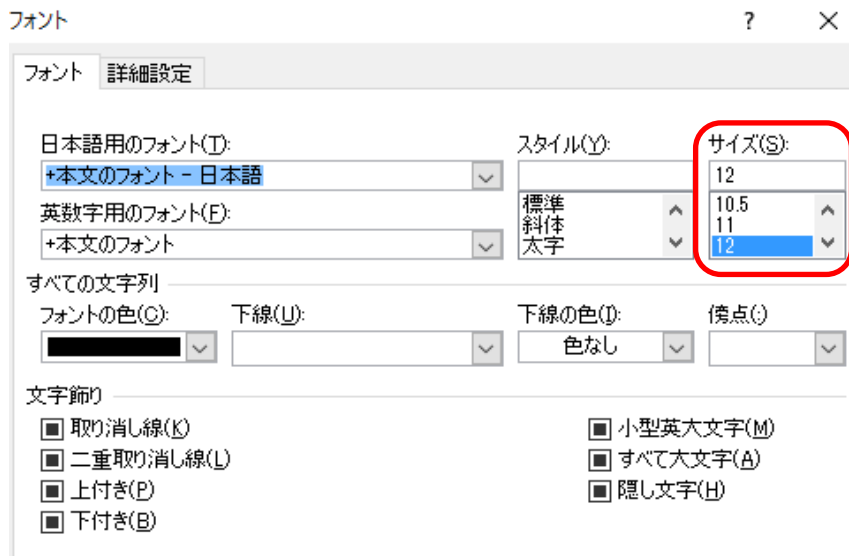 フォント ? ×
フォント 詳細設定
日本語用のフォント(T): スタイル(Y): サイズ(S):
+本文のフォント - 日本語 12
英数字用のフォント(F): 標準 10.5
斜体 11
+本文のフォント 太字 12
すべての文字列
フォントの色(C): 下線(U): 下線の色(I): 傍点(:)
色なし
文字飾り
取り消し線(K) 小型英大文字(M)
二重取り消し線(L) すべて大文字(A)
上付き(P) 隠し文字(H)
下付き(B)